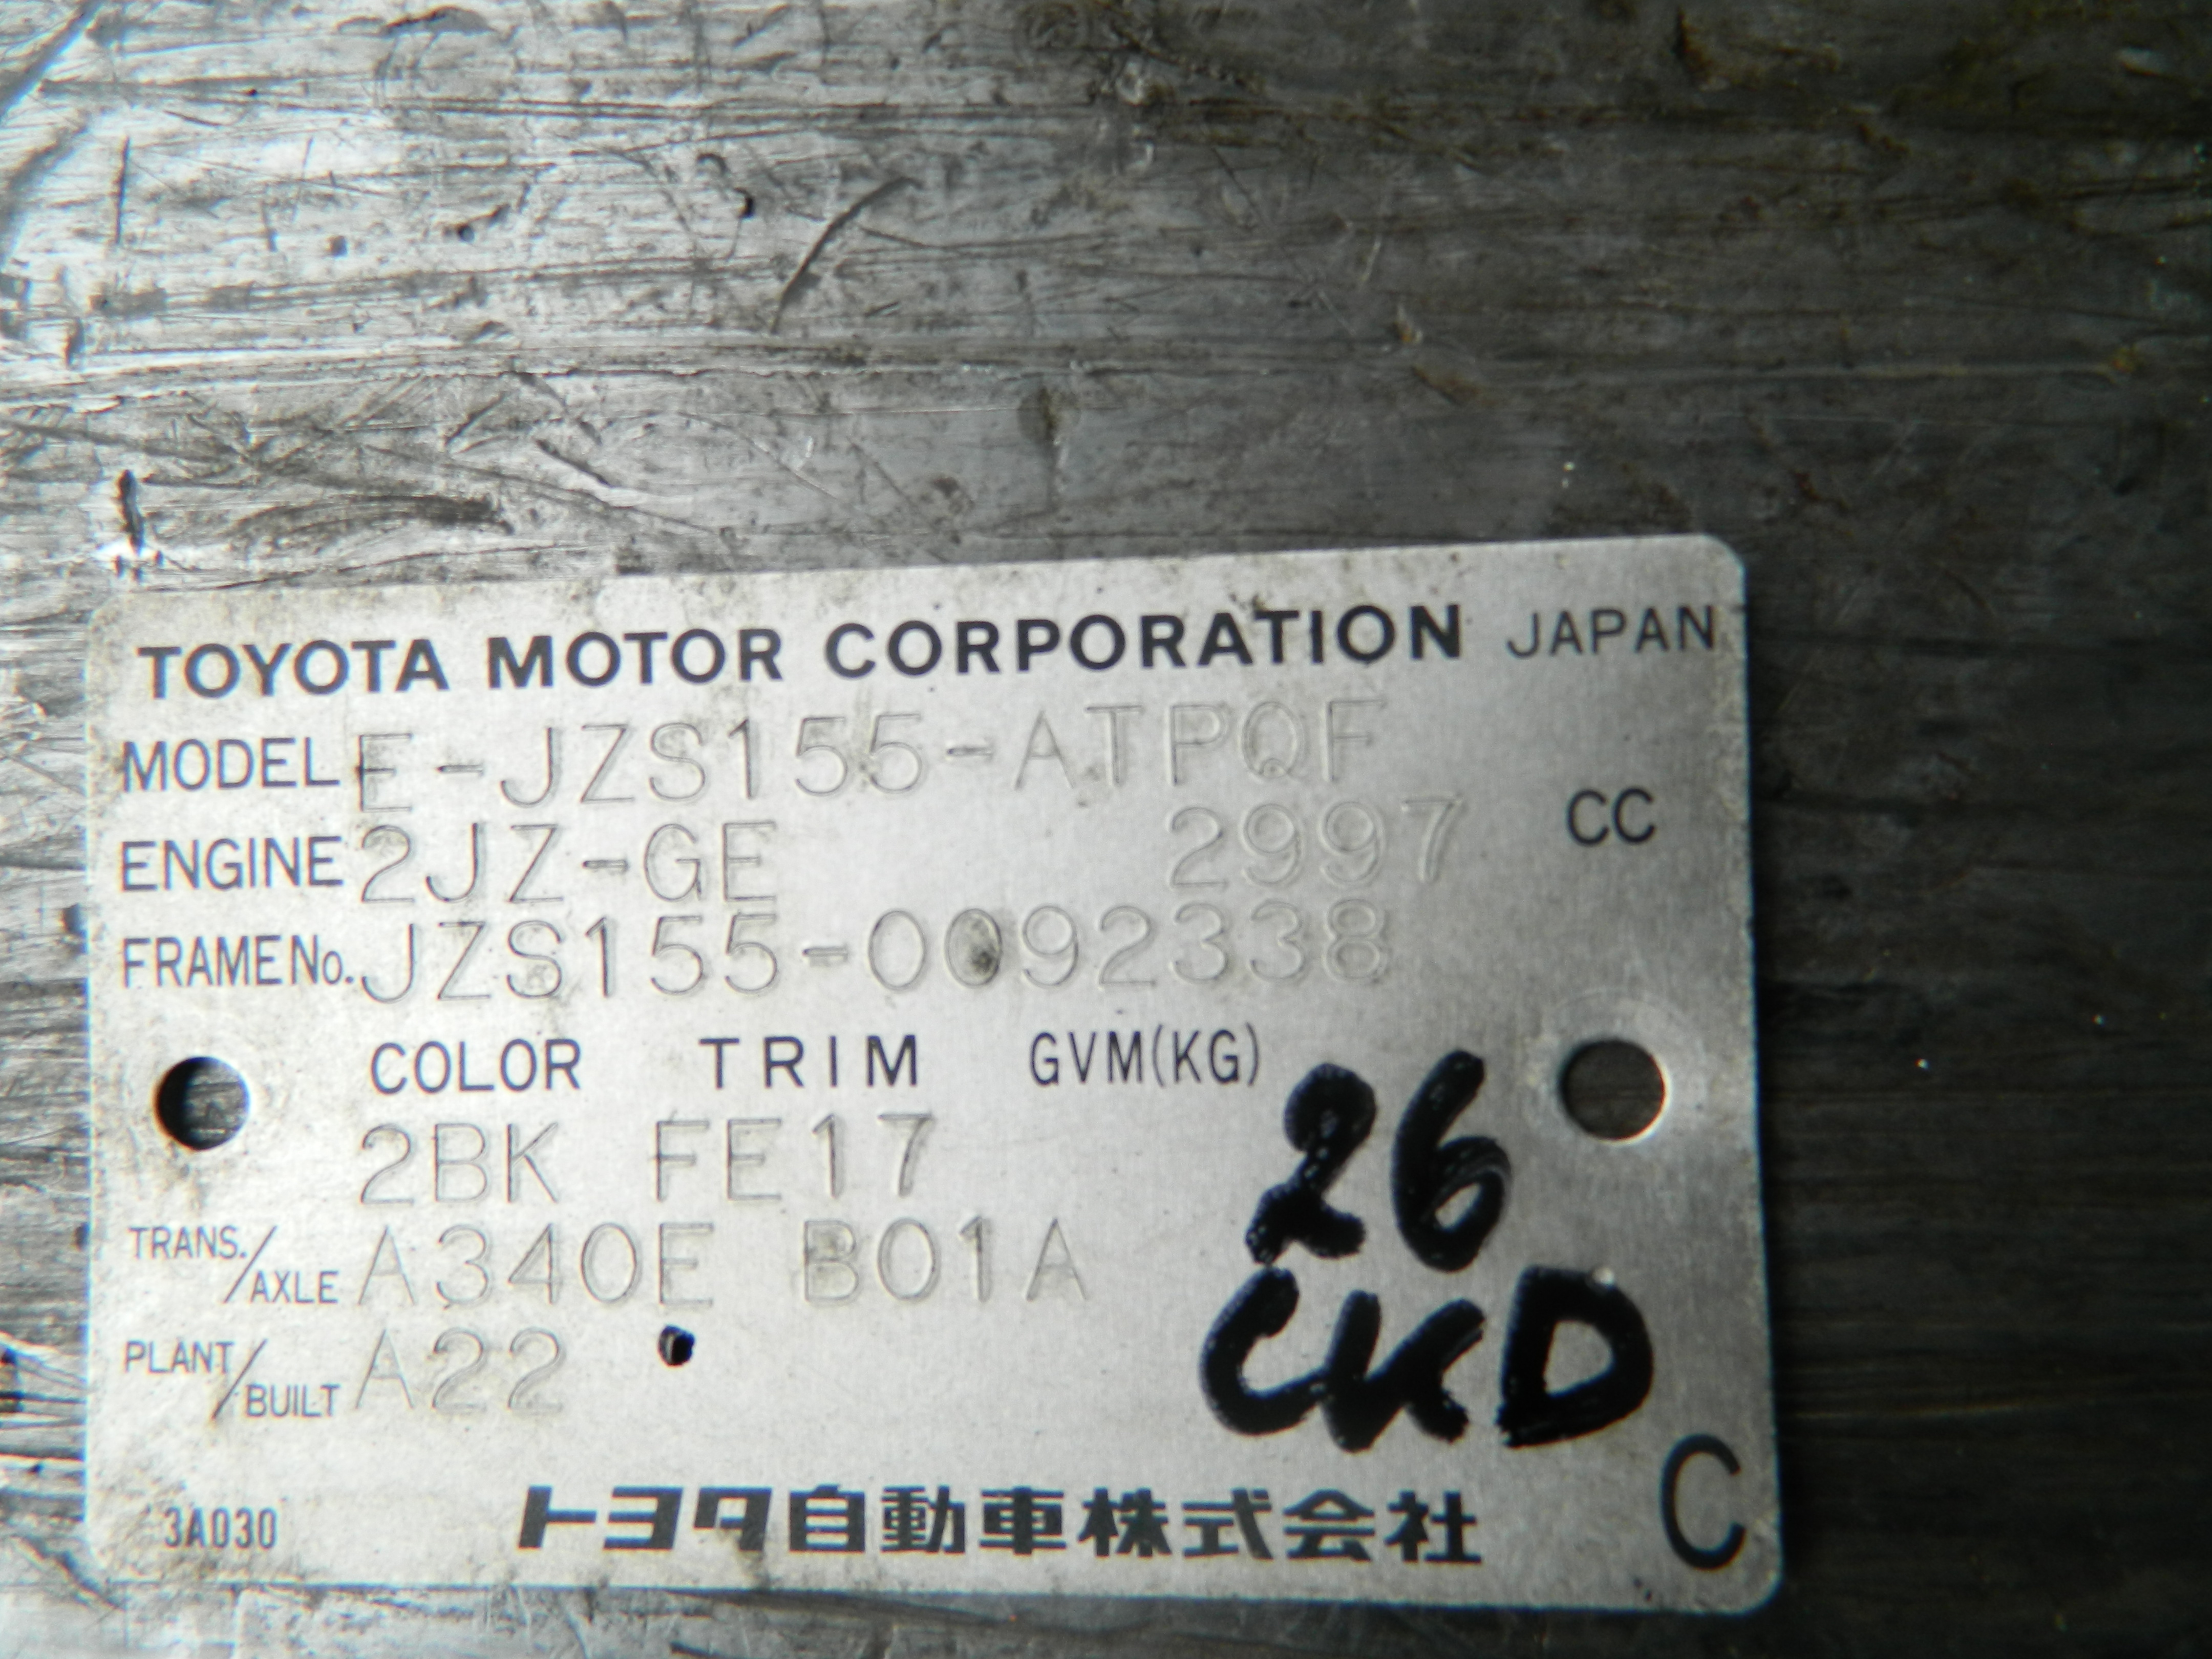 TOYOTA MOTOR CORPORATION JAPAN
MODEL E-JZS155-ATPQF
ENGINE 2JZ-GE 2997 CC
FRAME No. JZS155-0092338
COLOR TRIM GVM(KG)
2BK FE17
26
TRANS./AXLE A340E B01A
CKD
PLANT/BUILT A22
C
3A030 トヨタ自動車株式会社